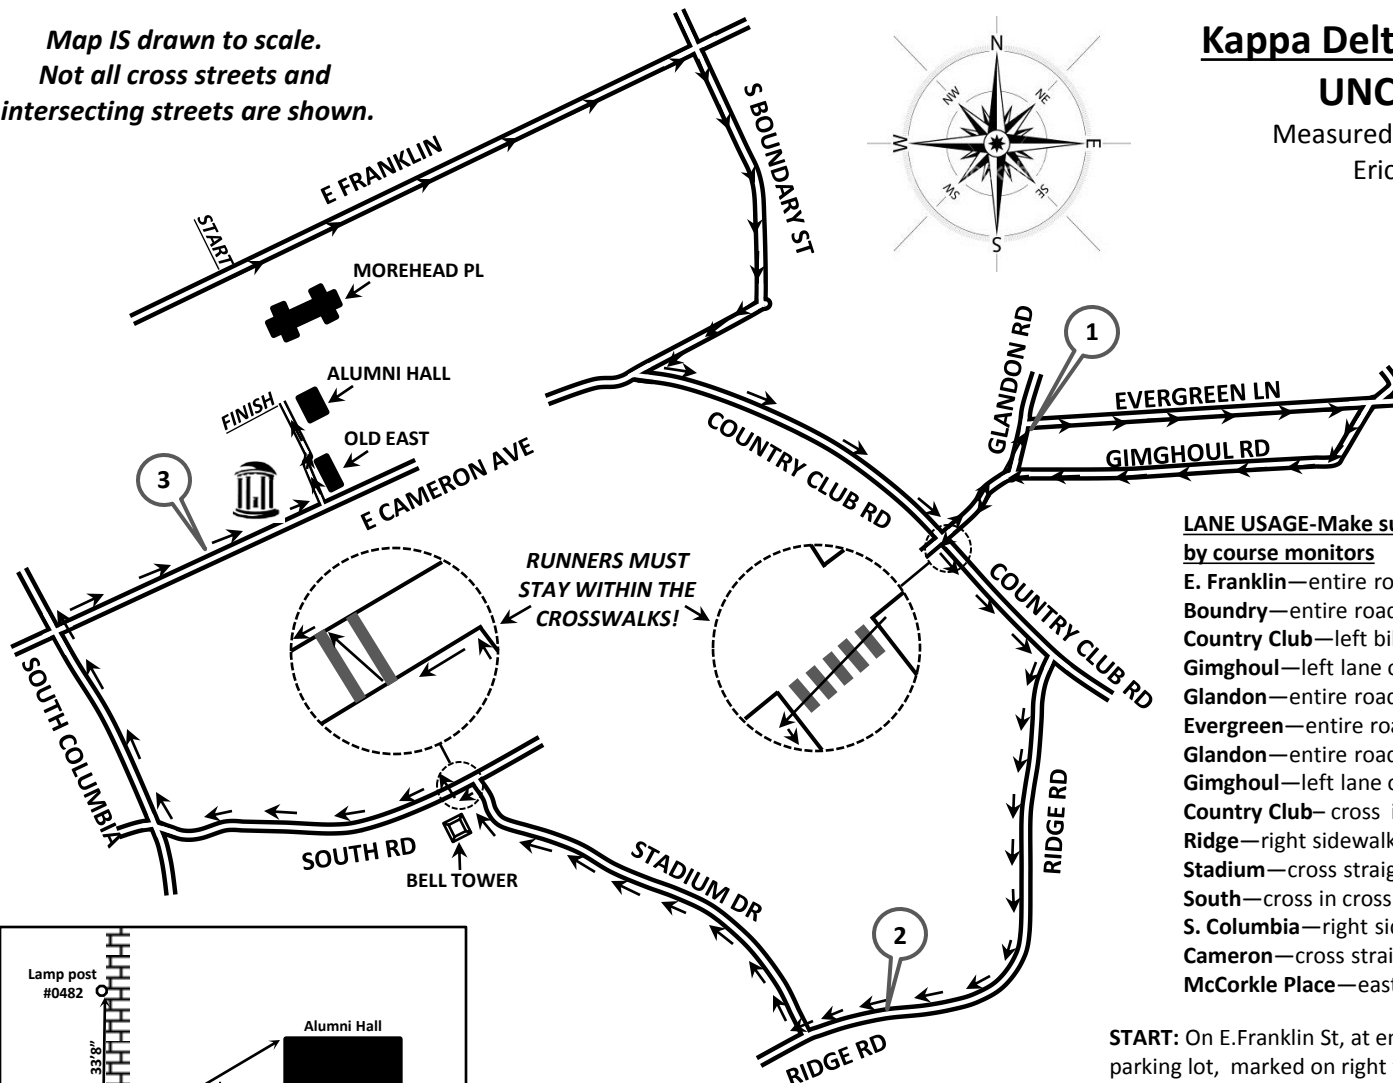 Map IS drawn to scale.
Not all cross streets and
intersecting streets are shown.
Kappa Delt
UNC
Measured
Eric
N
NE
E
SE
S
SW
W
NW
E FRANKLIN
S BOUNDARY ST
START
MOREHEAD PL
ALUMNI HALL
FINISH
OLD EAST
3
E CAMERON AVE
COUNTRY CLUB RD
GLANDON RD
1
EVERGREEN LN
GIMGHOUL RD
RUNNERS MUST
STAY WITHIN THE
CROSSWALKS!
COUNTRY CLUB RD
SOUTH COLUMBIA
SOUTH RD
BELL TOWER
STADIUM DR
RIDGE RD
2
RIDGE RD
LANE USAGE-Make su
by course monitors
E. Franklin—entire ro
Boundry—entire road
Country Club—left bi
Gimghoul—left lane o
Glandon—entire road
Evergreen—entire roa
Glandon—entire road
Gimghoul—left lane o
Country Club– cross i
Ridge—right sidewalk
Stadium—cross straig
South—cross in cross
S. Columbia—right sid
Cameron—cross strai
McCorkle Place—east
START: On E.Franklin St, at en
parking lot, marked on right
Lamp post
#0482
33'8"
Alumni Hall